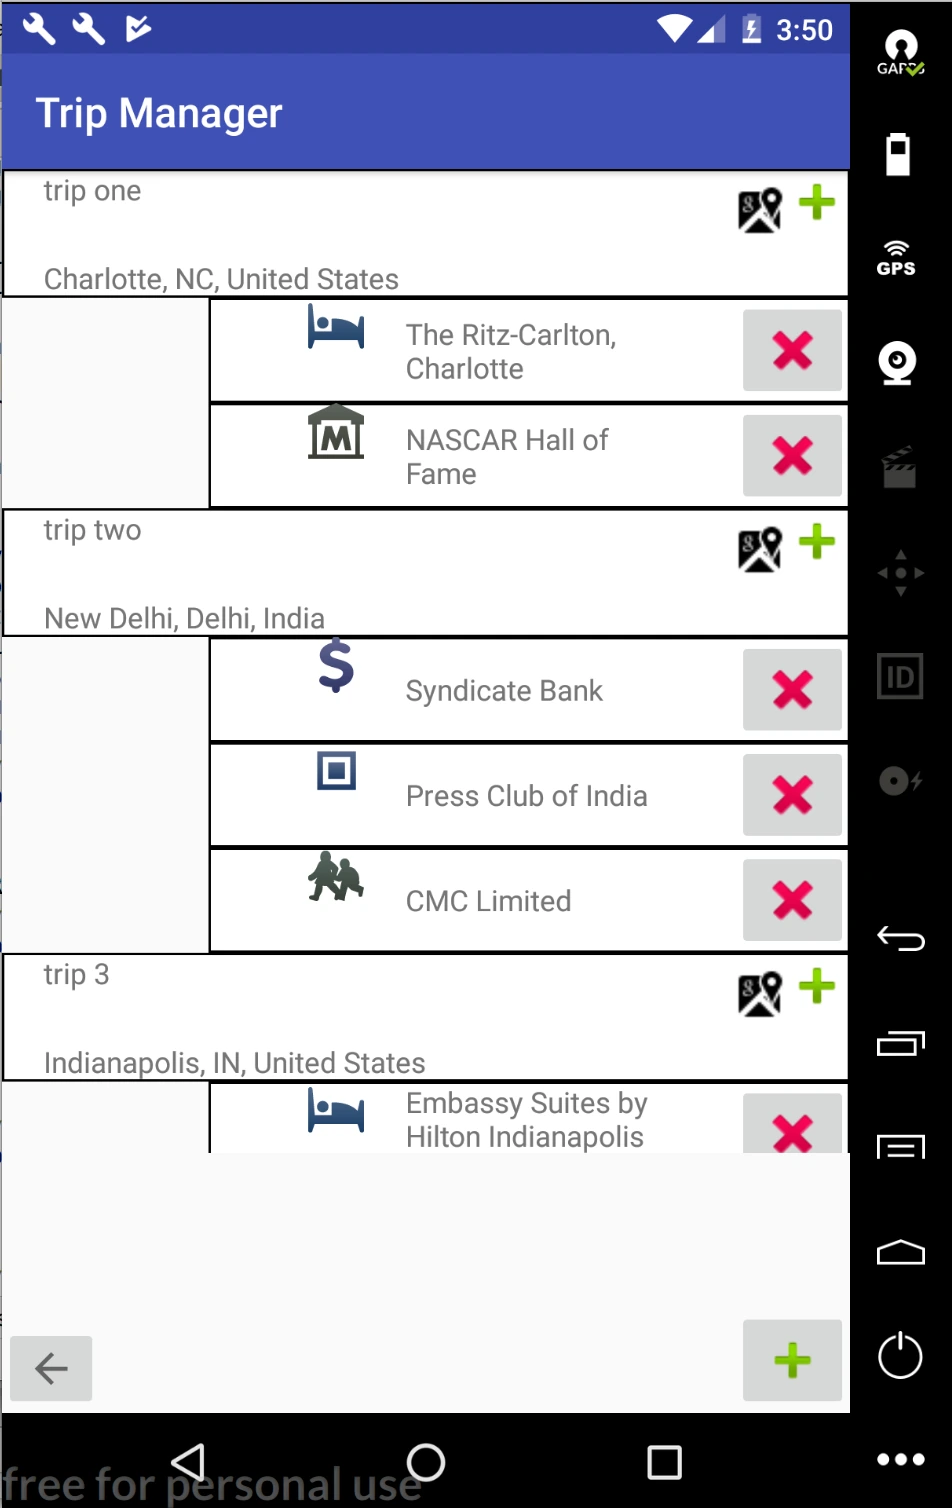 3:50
GAPPS
Trip Manager
trip one
Charlotte, NC, United States
GPS
The Ritz-Carlton,
Charlotte
M
NASCAR Hall of
Fame
trip two
New Delhi, Delhi, India
$
Syndicate Bank
ID
Press Club of India
CMC Limited
trip 3
Indianapolis, IN, United States
Embassy Suites by
Hilton Indianapolis
free for personal use